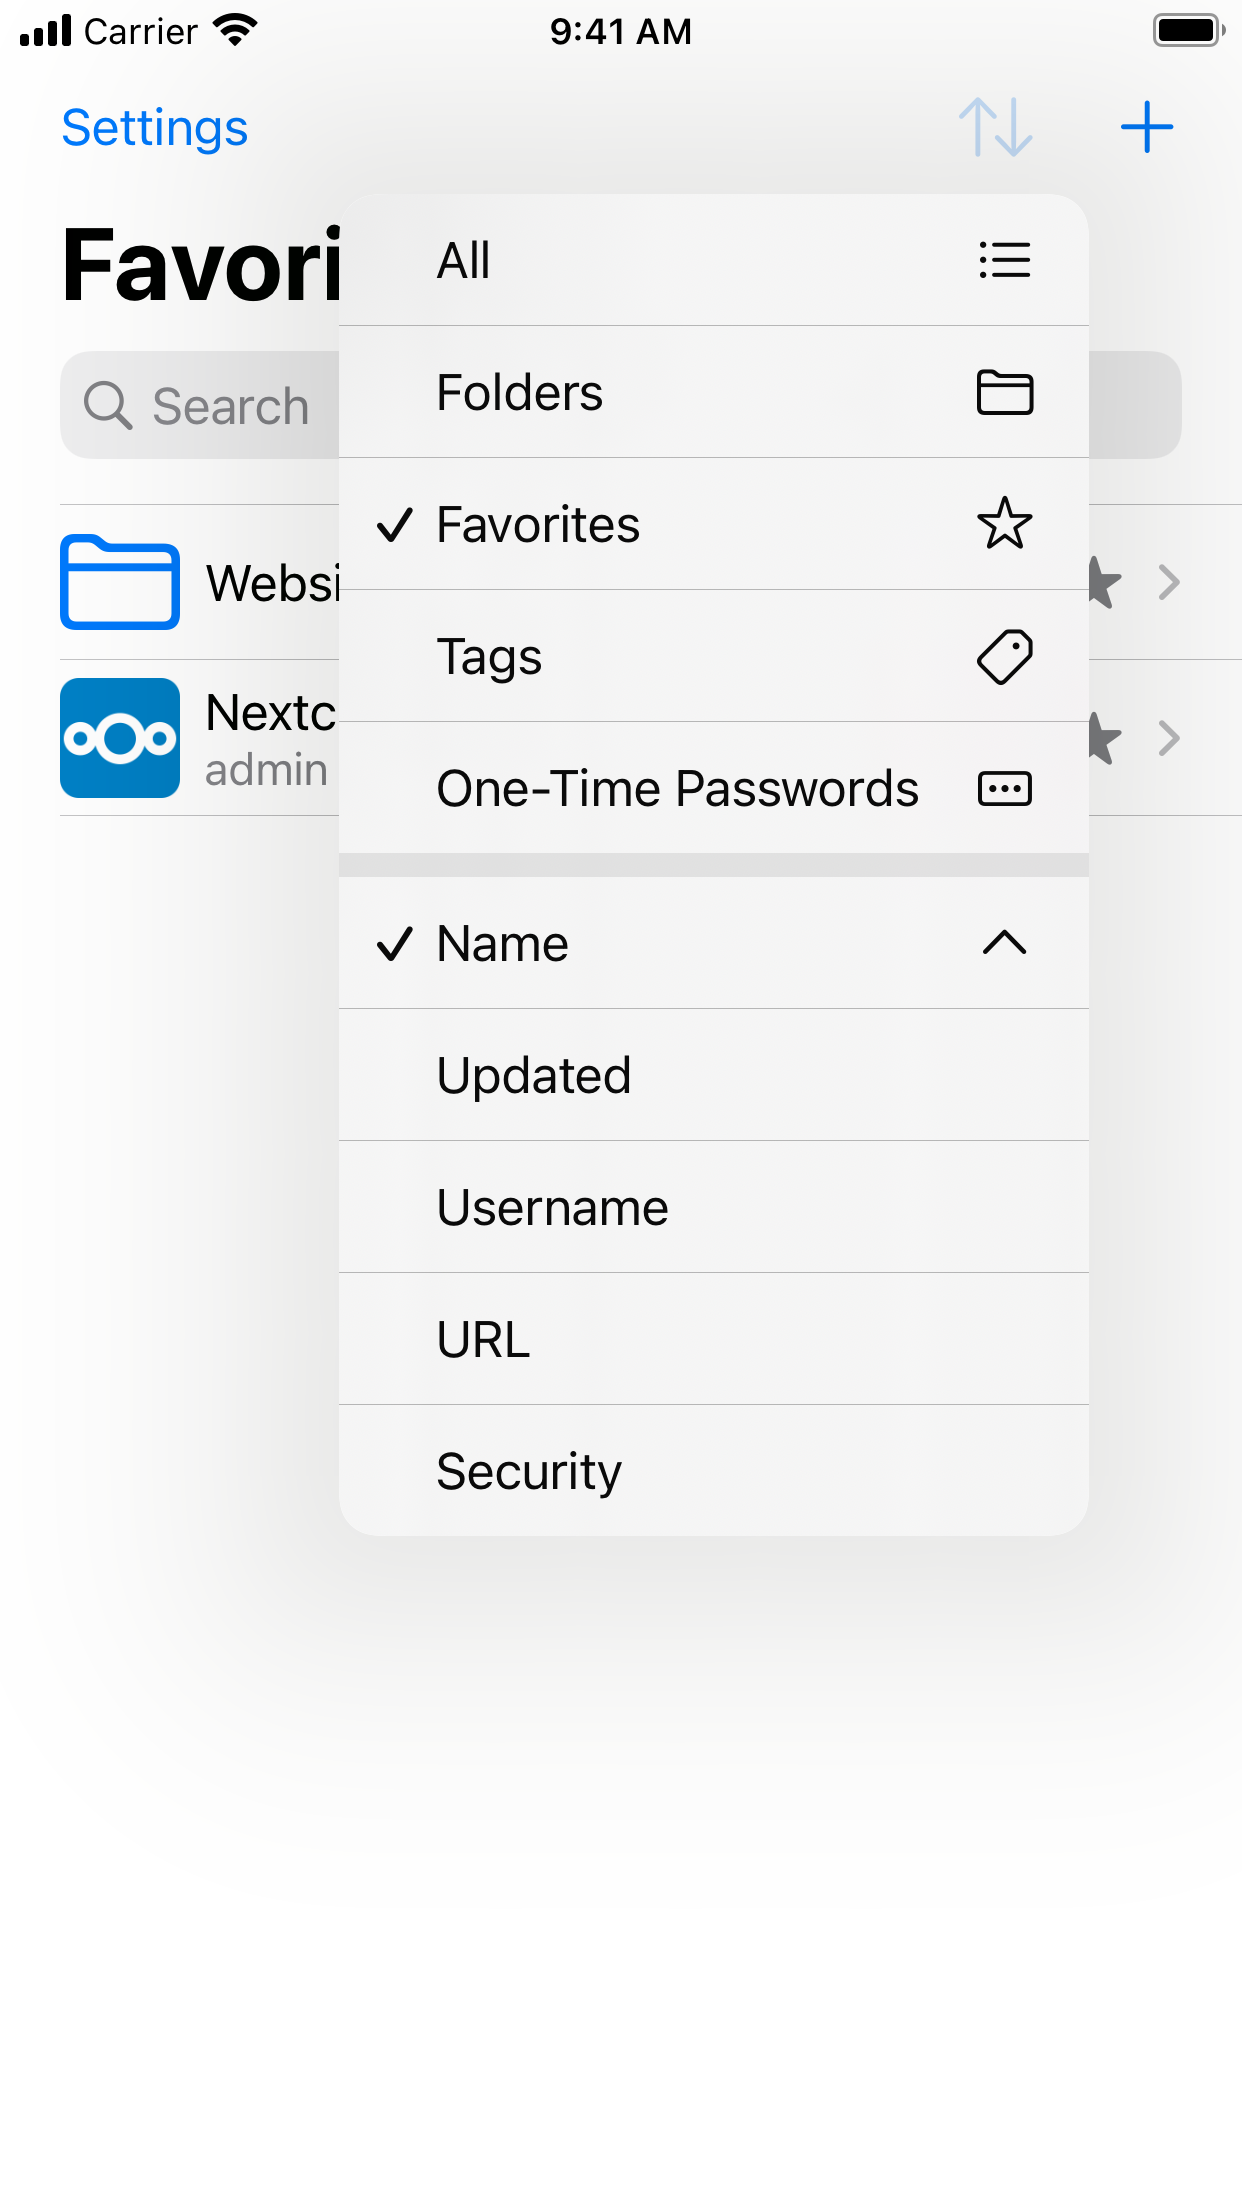 Carrier 9:41 AM
Settings
Favori
Search
Websi
Nextc
admin
All
Folders
Favorites
Tags
One-Time Passwords
Name
Updated
Username
URL
Security